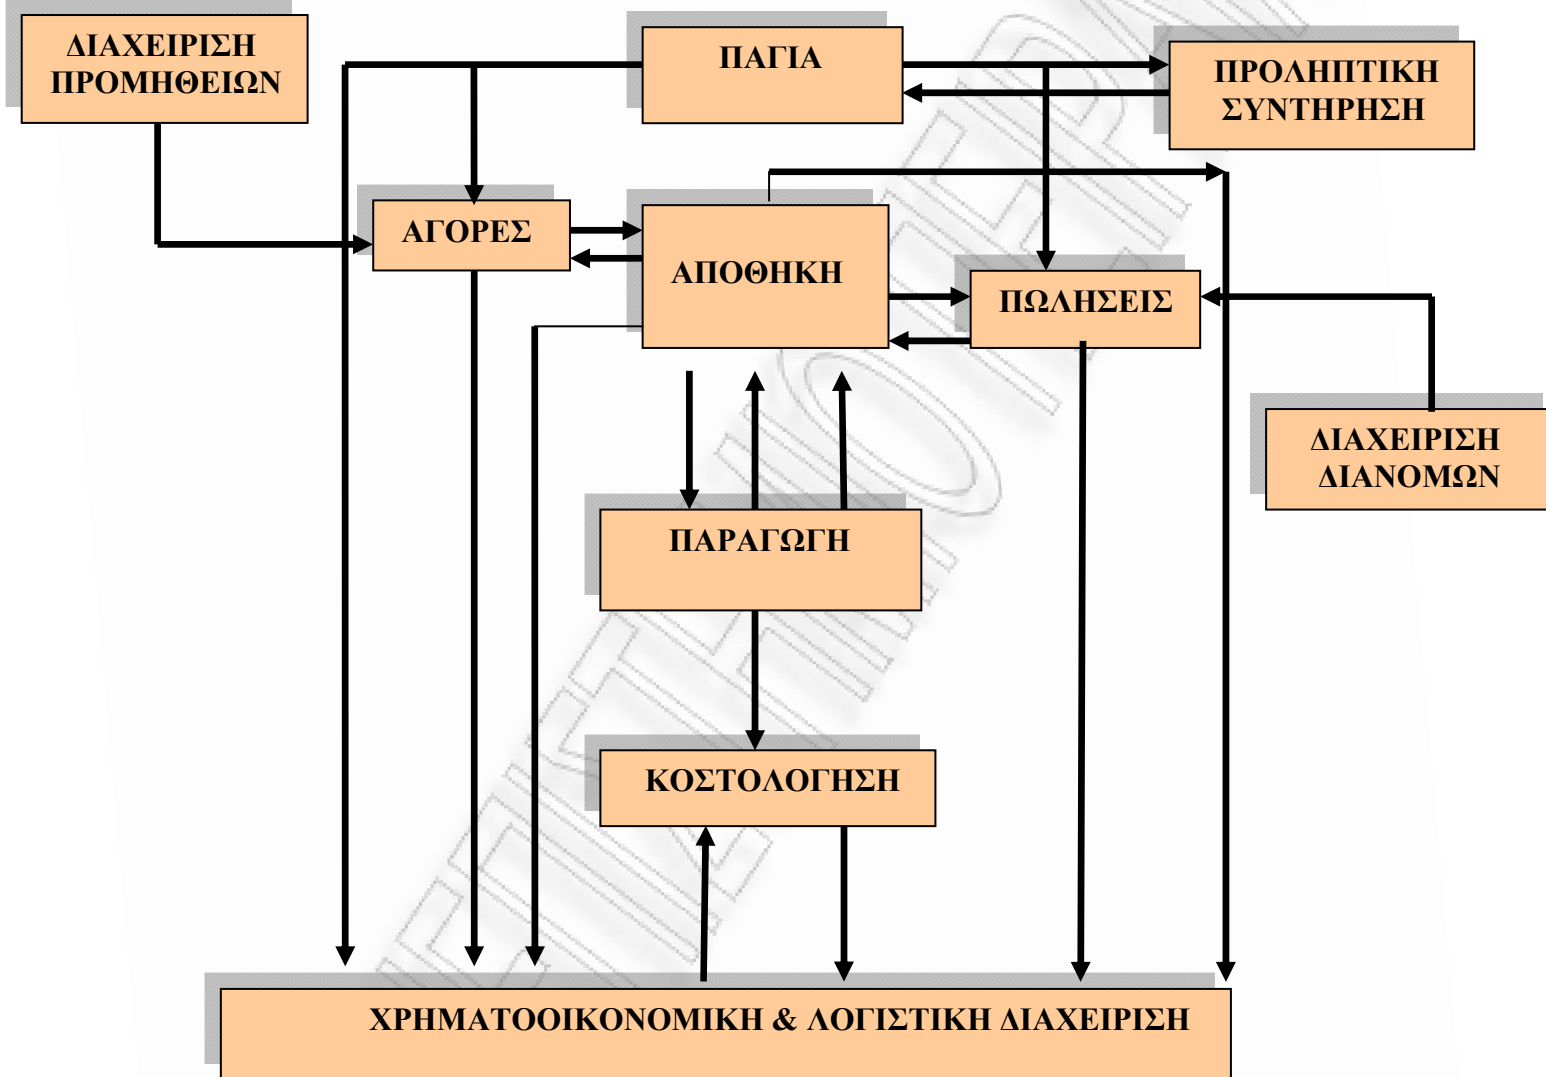 ΔΙΑΧΕΙΡΙΣΗ
ΠΡΟΜΗΘΕΙΩΝ
ΠΑΓΙΑ
ΠΡΟΛΗΠΤΙΚΗ
ΣΥΝΤΗΡΗΣΗ
ΑΓΟΡΕΣ
ΑΠΟΘΗΚΗ
ΠΩΛΗΣΕΙΣ
ΔΙΑΧΕΙΡΙΣΗ
ΔΙΑΝΟΜΩΝ
ΠΑΡΑΓΩΓΗ
ΚΟΣΤΟΛΟΓΗΣΗ
ΧΡΗΜΑΤΟΟΙΚΟΝΟΜΙΚΗ & ΛΟΓΙΣΤΙΚΗ ΔΙΑΧΕΙΡΙΣΗ